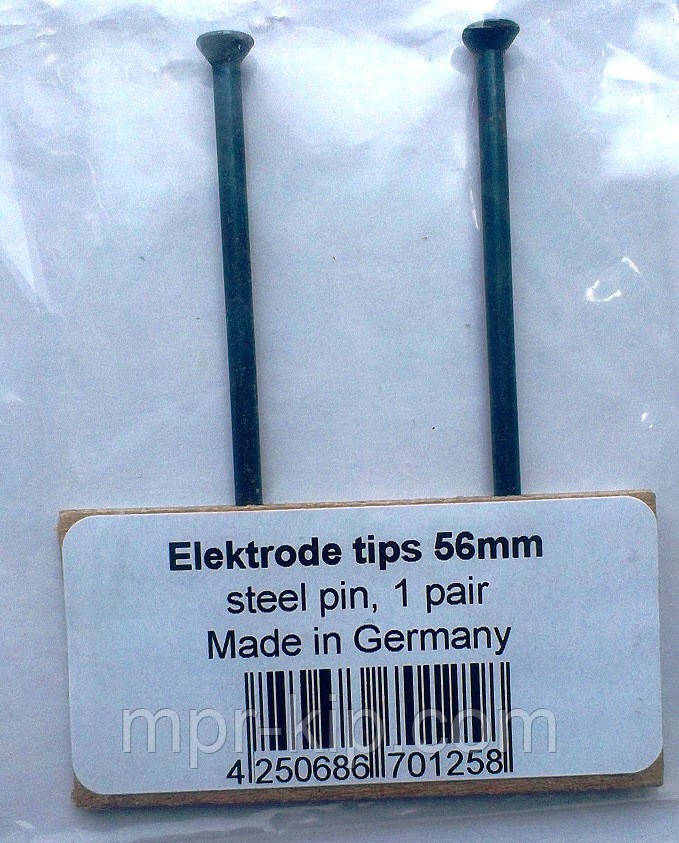 Elektrode tips 56mm
steel pin, 1 pair
Made in Germany
mpr-kip.com
4 250686 701258